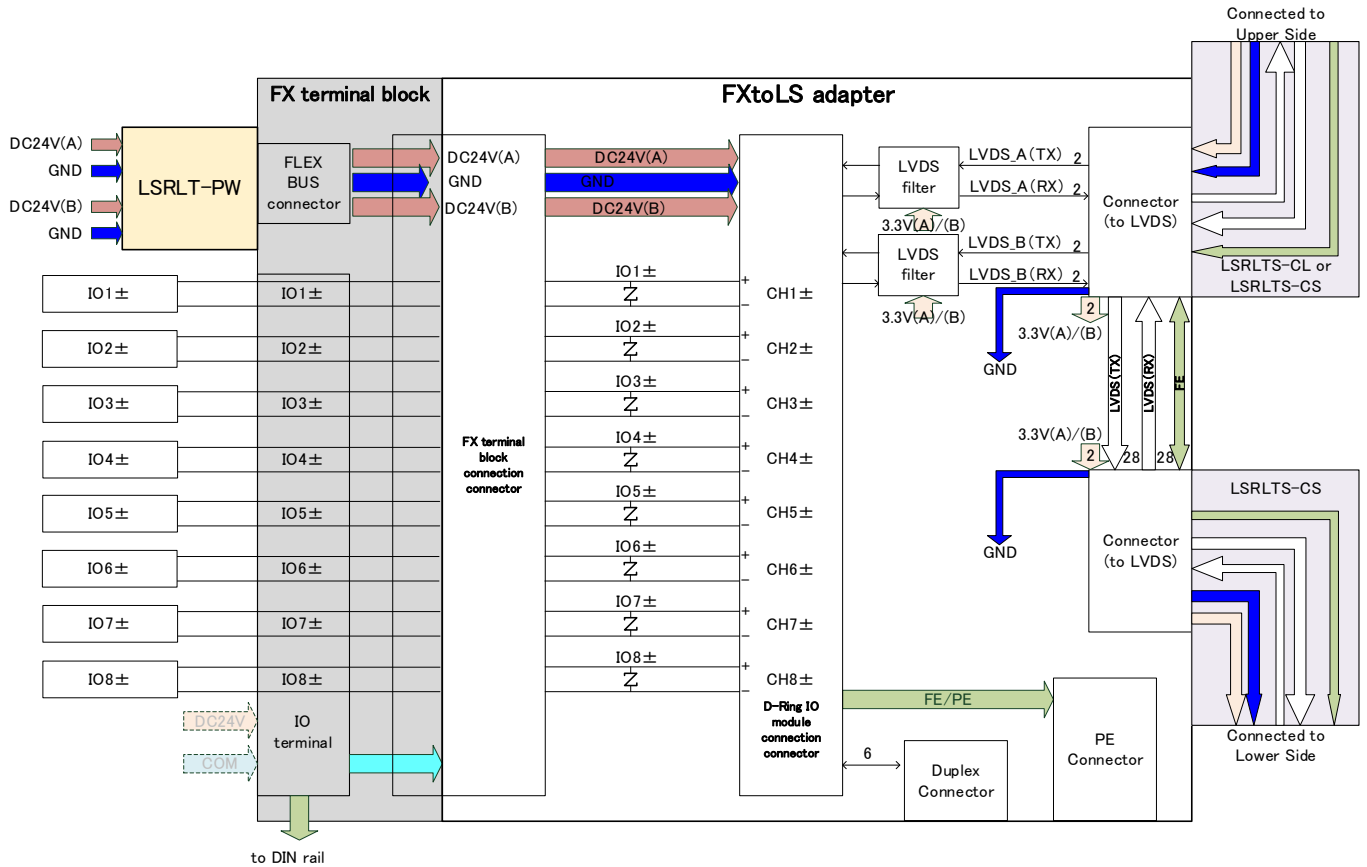 Connected to
Upper Side
FX terminal block
FXtoLS adapter
DC24V(A)
GND
DC24V(B)
GND
LSRLT-PW
FLEX
BUS
connector
DC24V(A)
GND
DC24V(B)
DC24V(A)
GND
DC24V(B)
LVDS
filter
LVDS_A(TX) 2
LVDS_A(RX) 2
3.3V(A)/(B)
LVDS
filter
LVDS_B(TX) 2
LVDS_B(RX) 2
3.3V(A)/(B)
Connector
(to LVDS)
LSRLTS-CL or
LSRLTS-CS
2
3.3V(A)/(B)
GND
LVDS(TX)
LVDS(RX)
FE
3.3V(A)/(B)
2
28
28
GND
Connector
(to LVDS)
LSRLTS-CS
IO1±
IO1±
IO1±
Z
+
−
CH1±
IO2±
IO2±
IO2±
Z
+
−
CH2±
IO3±
IO3±
IO3±
Z
+
−
CH3±
IO4±
IO4±
IO4±
Z
+
−
CH4±
FX terminal
block
connection
connector
IO5±
IO5±
IO5±
Z
+
−
CH5±
IO6±
IO6±
IO6±
Z
+
−
CH6±
IO7±
IO7±
IO7±
Z
+
−
CH7±
IO8±
IO8±
IO8±
Z
+
−
CH8±
D-Ring IO
module
connection
connector
DC24V
COM
IO
terminal
to DIN rail
FE/PE
6
Duplex
Connector
PE
Connector
Connected to
Lower Side